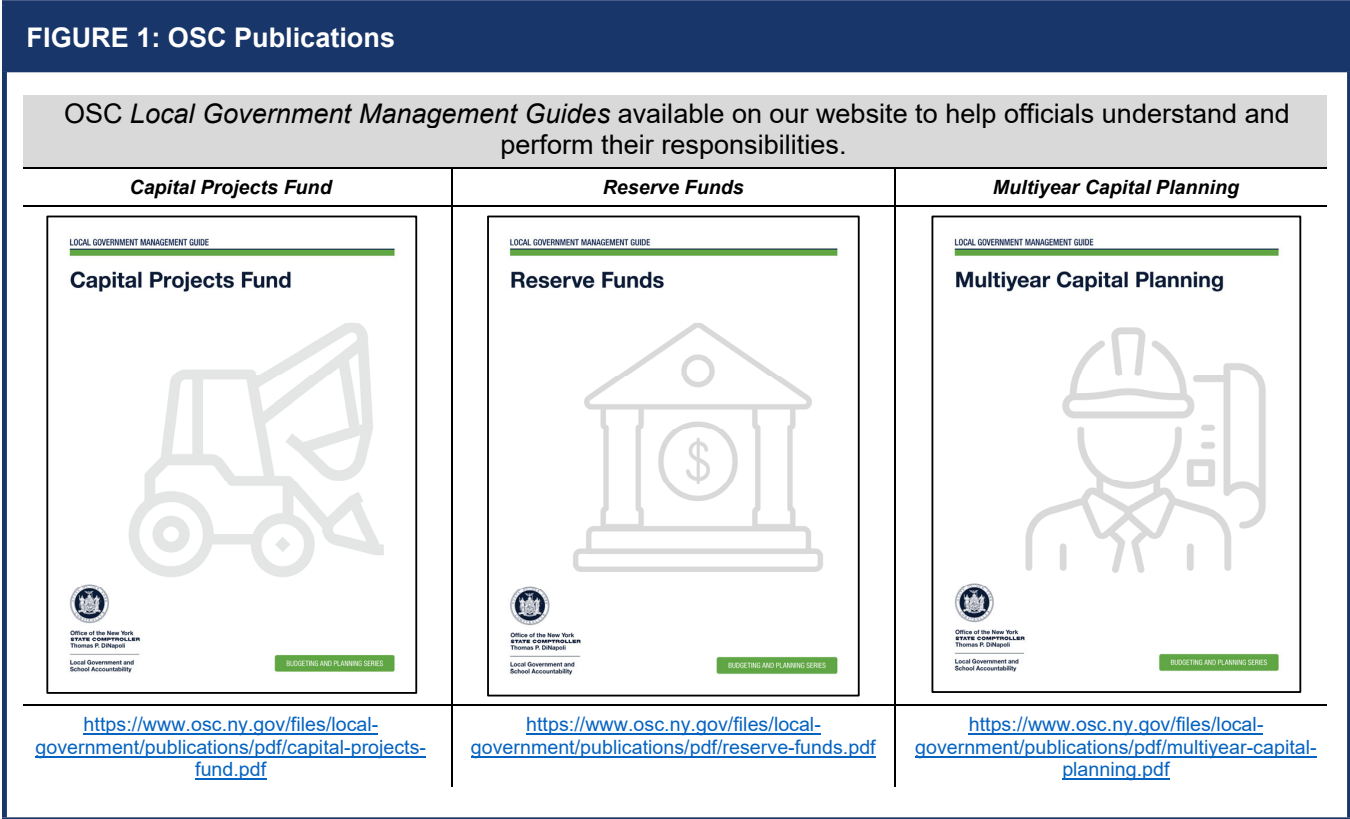 FIGURE 1: OSC Publications
OSC Local Government Management Guides available on our website to help officials understand and
perform their responsibilities.
Capital Projects Fund
Reserve Funds
Multiyear Capital Planning
LOCAL GOVERNMENT MANAGEMENT GUIDE
Capital Projects Fund
Office of the New York
STATE COMPTROLLER
Thomas P. DiNapoli
Local Government and
School Accountability
BUDGETING AND PLANNING SERIES
LOCAL GOVERNMENT MANAGEMENT GUIDE
Reserve Funds
$
Office of the New York
STATE COMPTROLLER
Thomas P. DiNapoli
Local Government and
School Accountability
BUDGETING AND PLANNING SERIES
LOCAL GOVERNMENT MANAGEMENT GUIDE
Multiyear Capital Planning
Office of the New York
STATE COMPTROLLER
Thomas P. DiNapoli
Local Government and
School Accountability
BUDGETING AND PLANNING SERIES
https://www.osc.ny.gov/files/local-
government/publications/pdf/capital-projects-
fund.pdf
https://www.osc.ny.gov/files/local-
government/publications/pdf/reserve-funds.pdf
https://www.osc.ny.gov/files/local-
government/publications/pdf/multiyear-capital-
planning.pdf